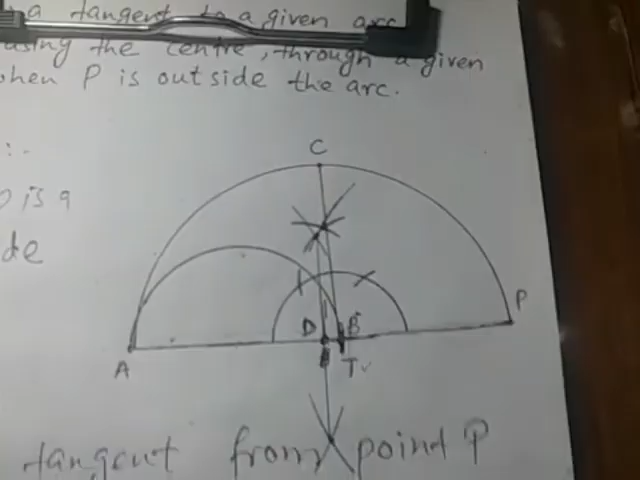 a tangent to a given arc
using the centre, through a given
when P is outside the arc.
:-
P is a
de
C
D B
P
A
T
tangent from point P